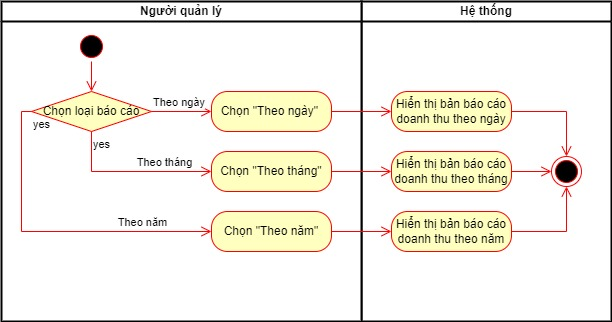 Người quản lý
Hệ thống
Chọn loại báo cáo
yes
yes
Theo ngày
Chọn "Theo ngày"
Hiển thị bản báo cáo
doanh thu theo ngày
Theo tháng
Chọn "Theo tháng"
Hiển thị bản báo cáo
doanh thu theo tháng
Theo năm
Chọn "Theo năm"
Hiển thị bản báo cáo
doanh thu theo năm